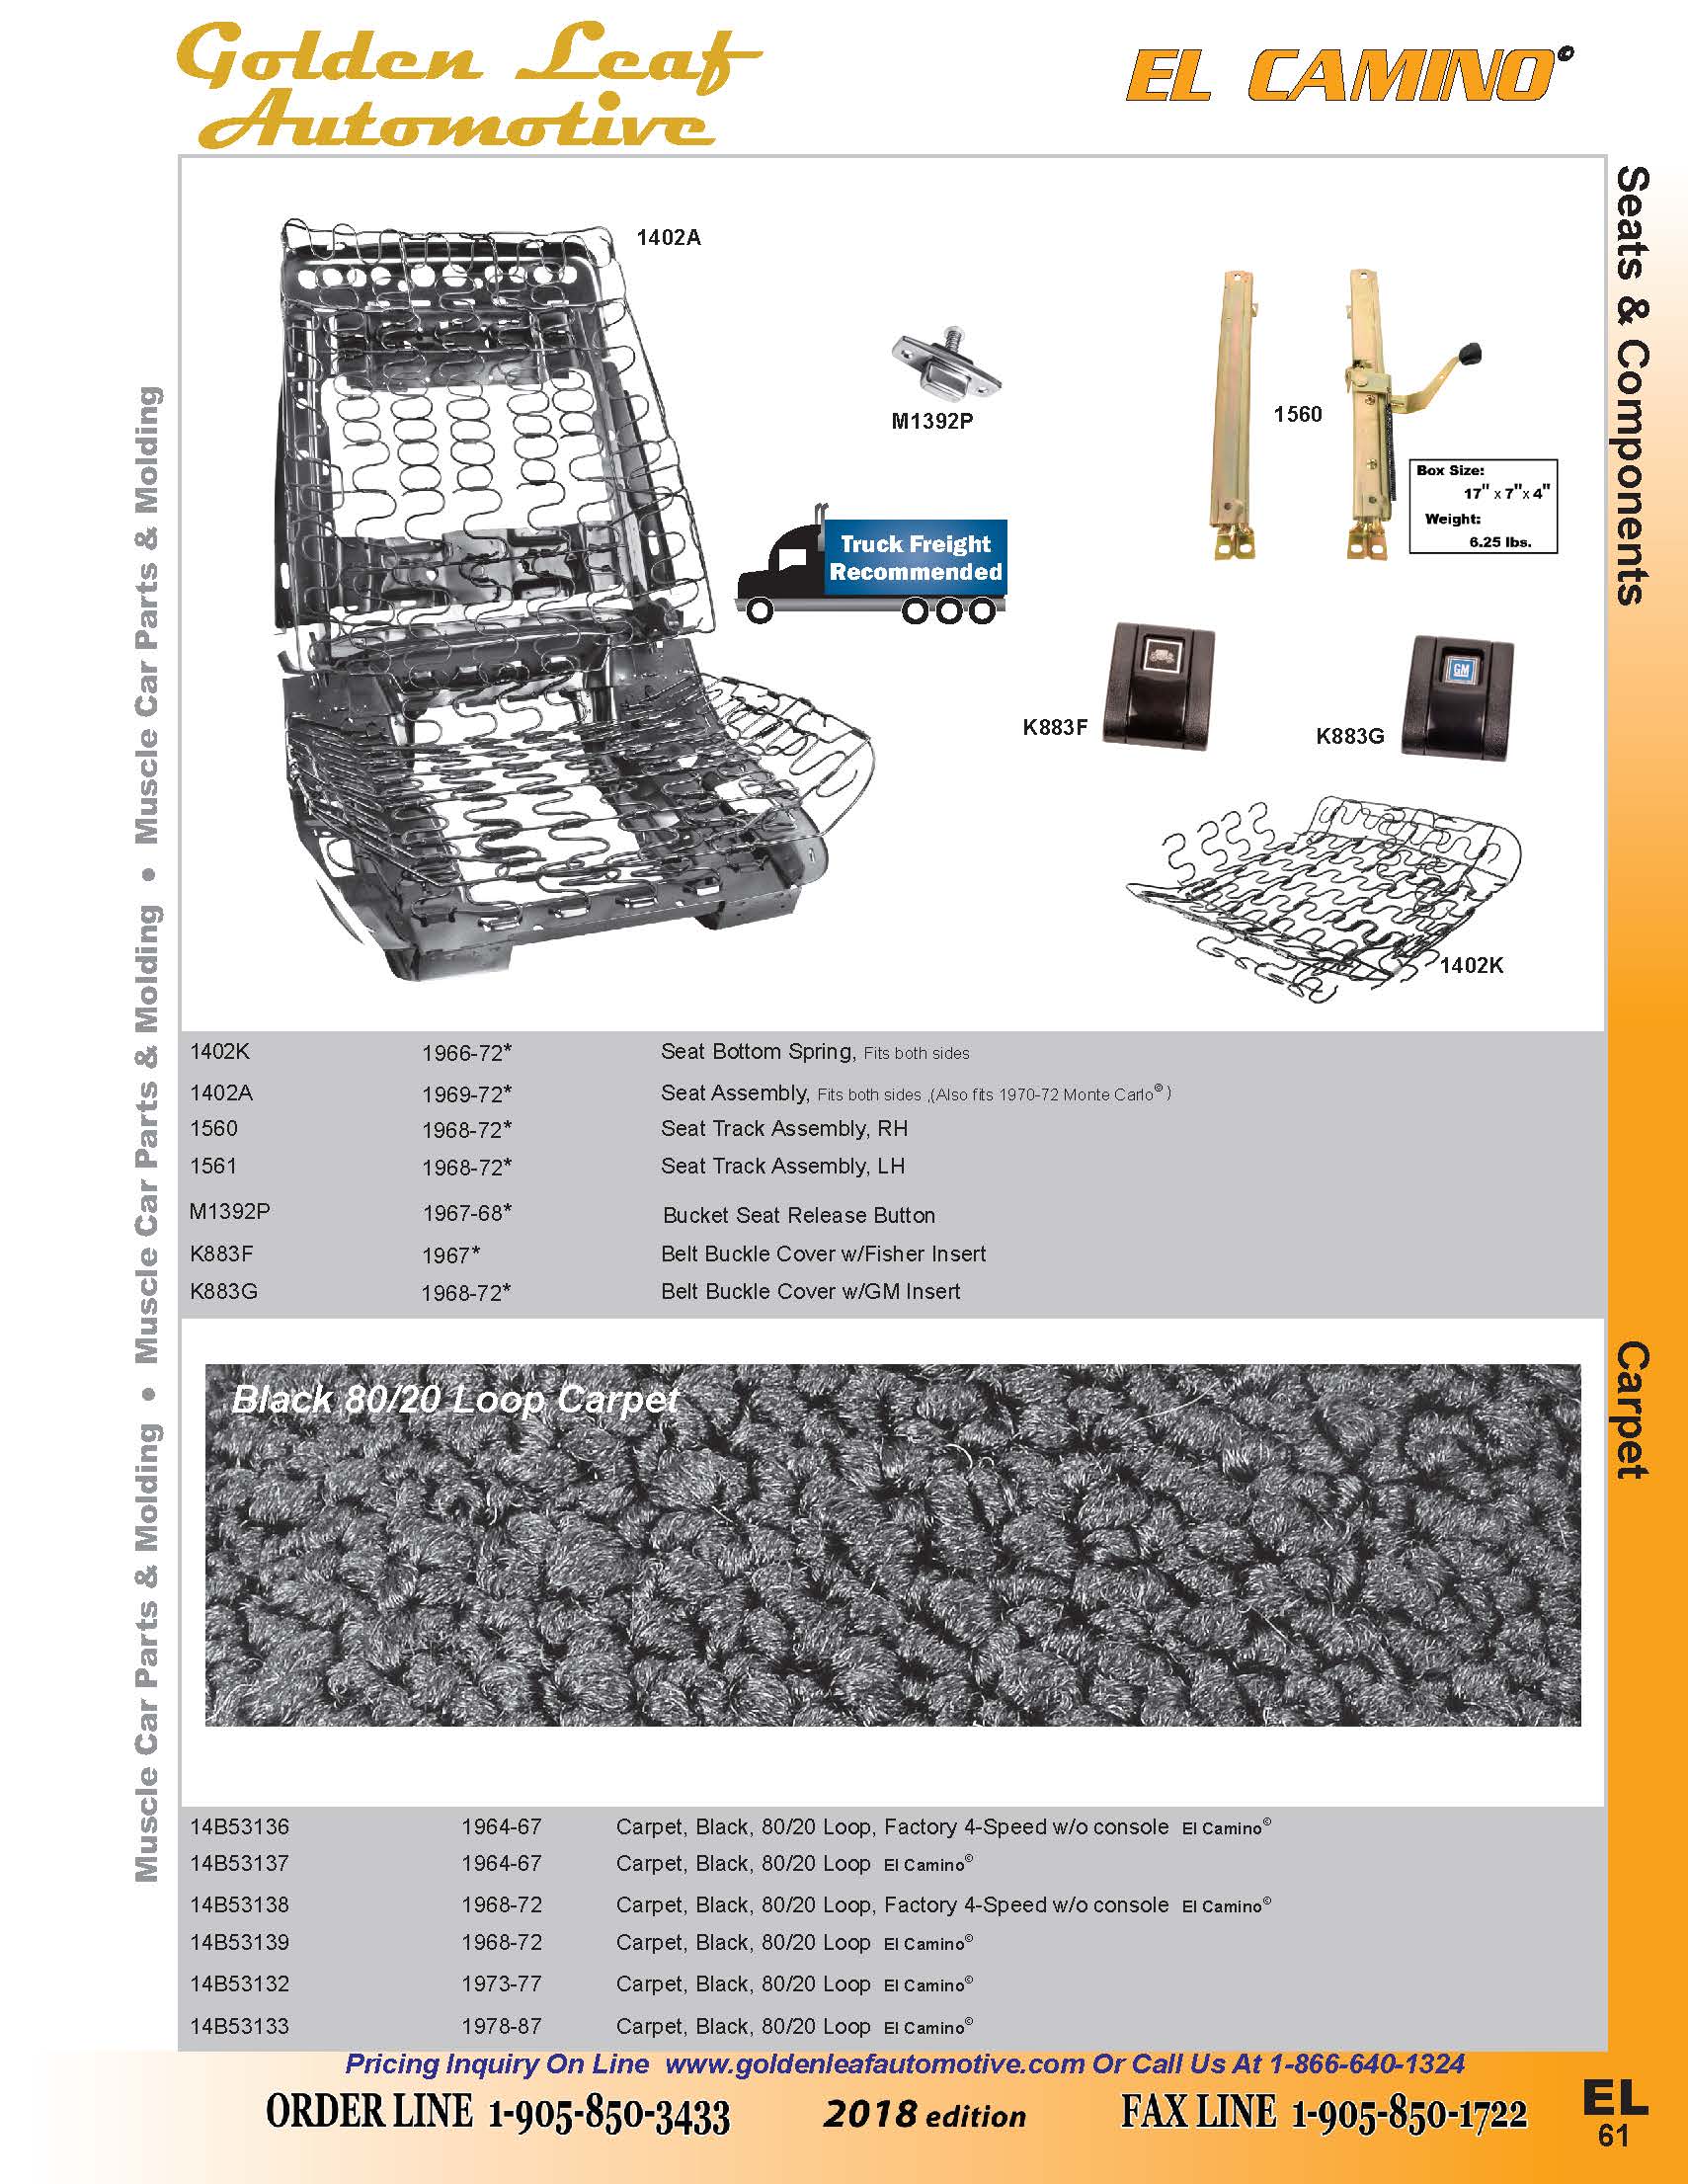 Golden Leaf
Automotive
EL CAMINO©
Seats & Components
Muscle Car Parts & Molding • Muscle Car Parts & Molding • Muscle Car Parts & Molding
1402A
M1392P
1560
Box Size:
17" x 7"x 4"
Weight:
6.25 lbs.
Truck Freight
Recommended
K883F
GM
K883G
1402K
1402K 1966-72* Seat Bottom Spring, Fits both sides
1402A 1969-72* Seat Assembly, Fits both sides ,(Also fits 1970-72 Monte Carlo© )
1560 1968-72* Seat Track Assembly, RH
1561 1968-72* Seat Track Assembly, LH
M1392P 1967-68* Bucket Seat Release Button
K883F 1967* Belt Buckle Cover w/Fisher Insert
K883G 1968-72* Belt Buckle Cover w/GM Insert
Carpet
Black 80/20 Loop Carpet
14B53136 1964-67 Carpet, Black, 80/20 Loop, Factory 4-Speed w/o console El Camino©
14B53137 1964-67 Carpet, Black, 80/20 Loop El Camino©
14B53138 1968-72 Carpet, Black, 80/20 Loop, Factory 4-Speed w/o console El Camino©
14B53139 1968-72 Carpet, Black, 80/20 Loop El Camino©
14B53132 1973-77 Carpet, Black, 80/20 Loop El Camino©
14B53133 1978-87 Carpet, Black, 80/20 Loop El Camino©
Pricing Inquiry On Line www.goldenleafautomotive.com Or Call Us At 1-866-640-1324
ORDER LINE 1-905-850-3433 2018 edition FAX LINE 1-905-850-1722
EL
61